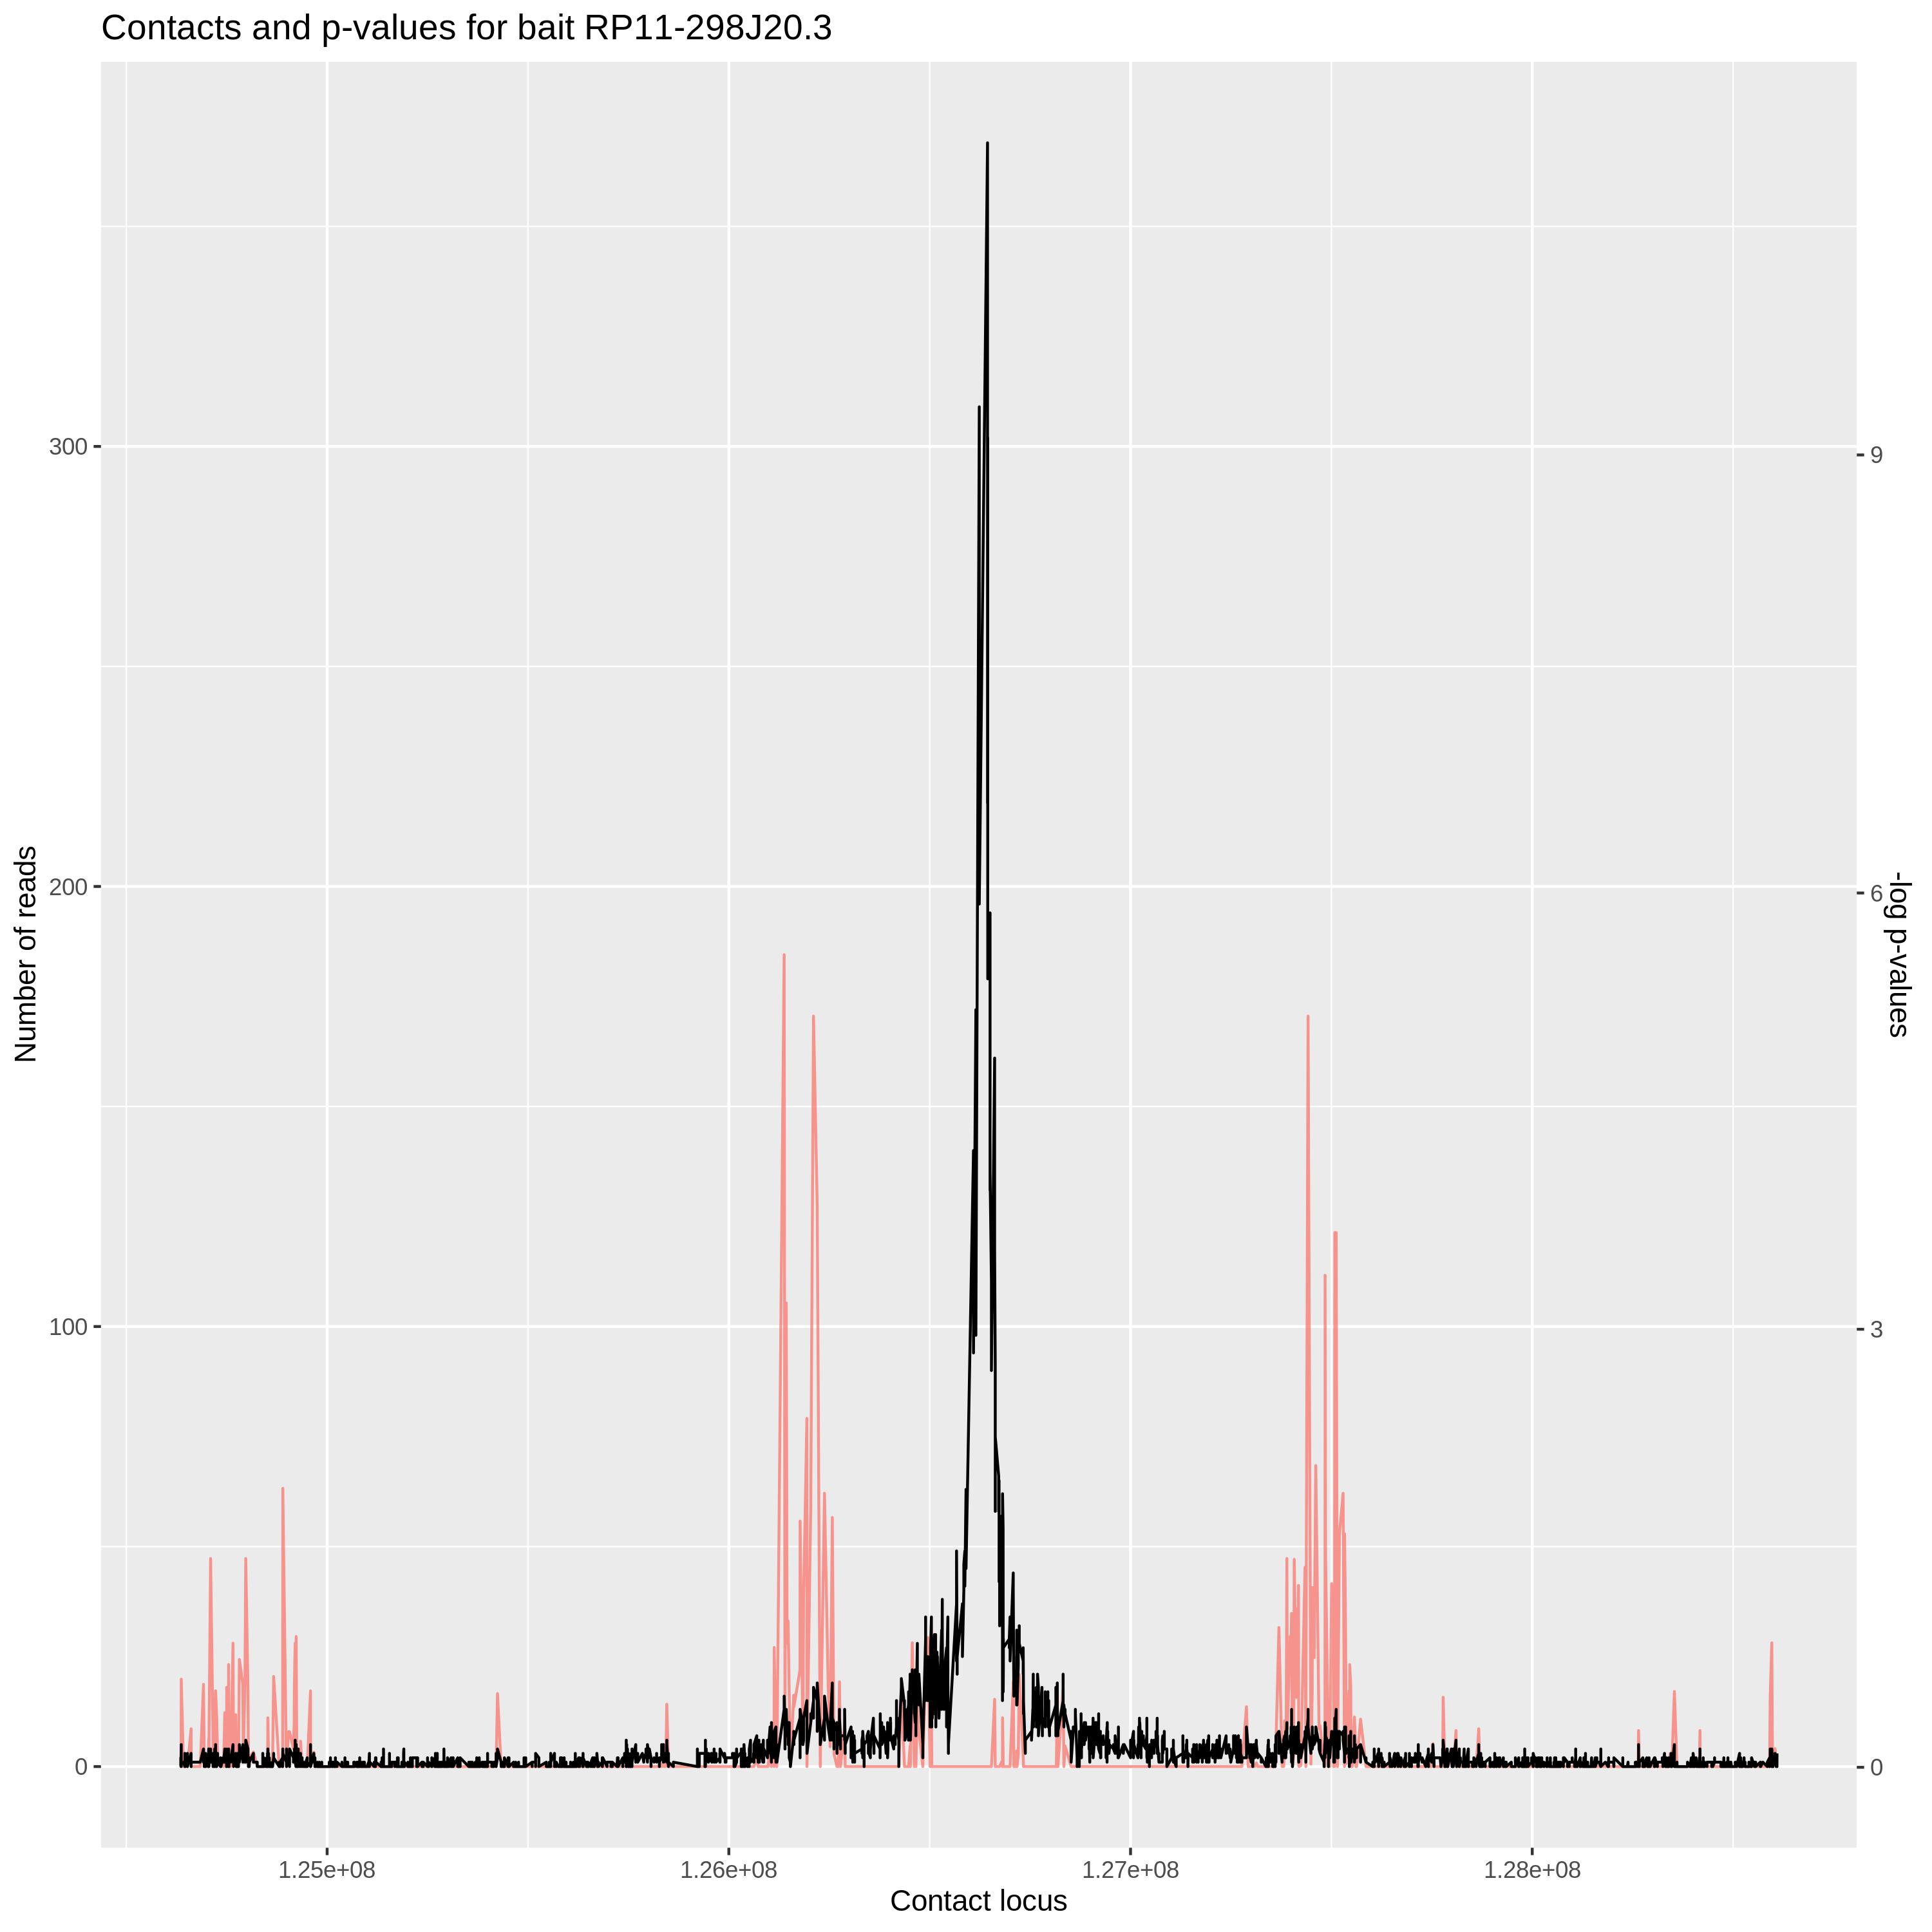 Contacts and p-values for bait RP11-298J20.3
Number of reads
300
200
100
0
9
6
3
0
-log p-values
1.25e+08
1.26e+08
1.27e+08
1.28e+08
Contact locus